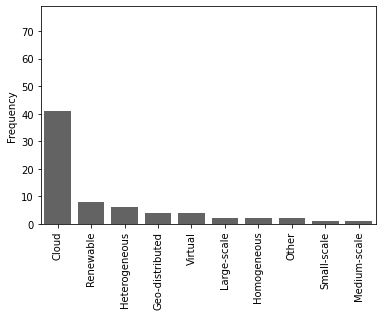 70
60
50
40
30
20
10
0
Frequency
Cloud
Renewable
Heterogeneous
Geo-distributed
Virtual
Large-scale
Homogeneous
Other
Small-scale
Medium-scale